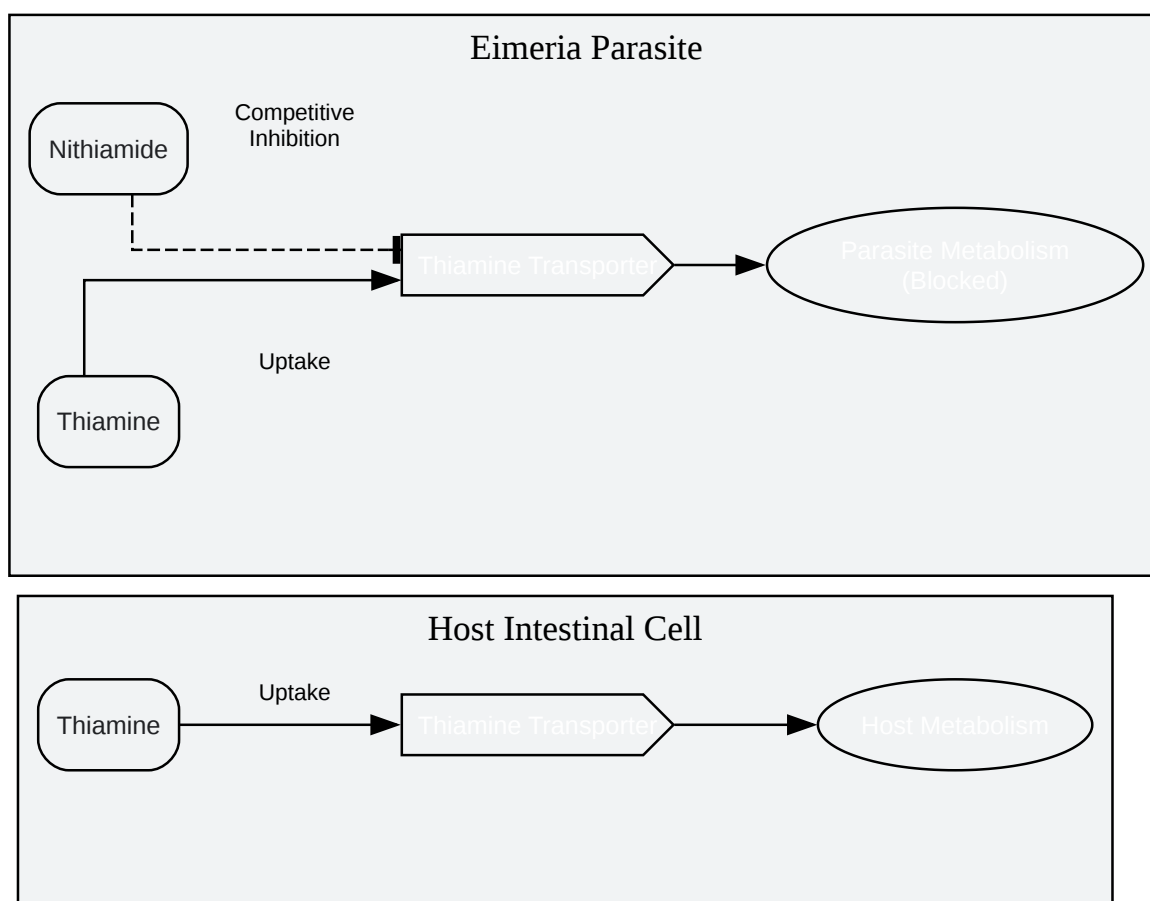 Eimeria Parasite
Competitive
Inhibition
Nithiamide
Thiamine Transporter
Parasite Metabolism
(Blocked)
Uptake
Thiamine
Host Intestinal Cell
Uptake
Thiamine
Thiamine Transporter
Host Metabolism